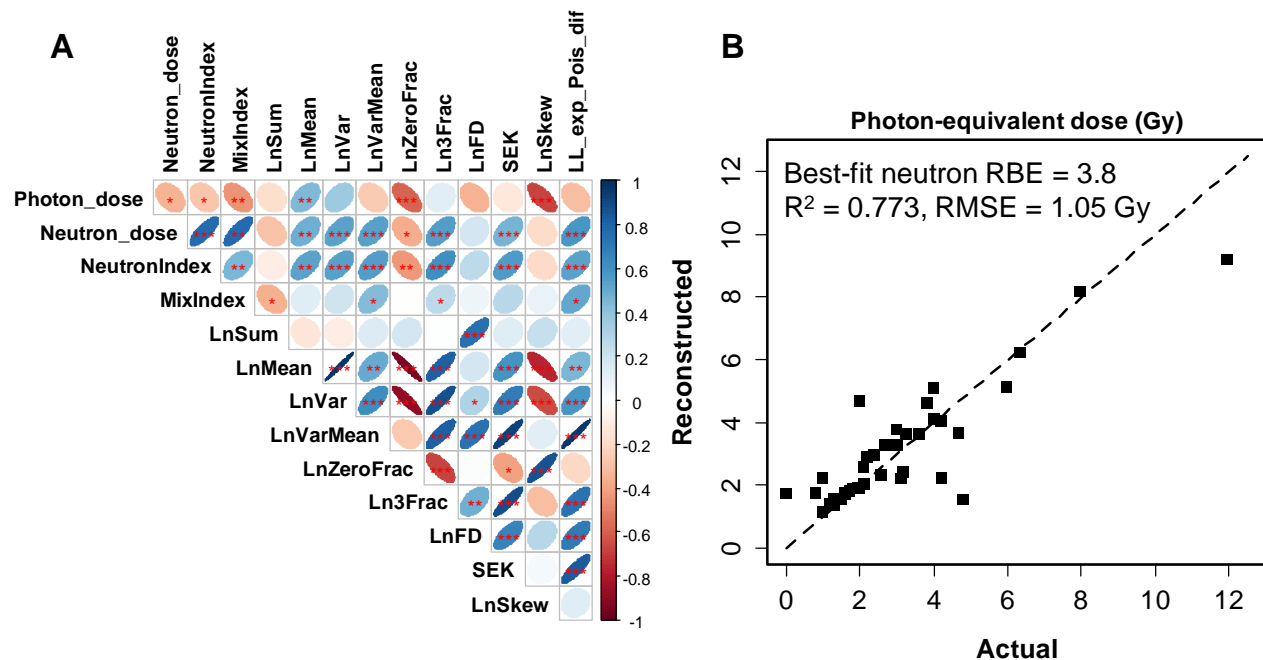 A
Neutron_dose
NeutronIndex
MixIndex
LnSum
LnMean
LnVar
LnVarMean
LnZeroFrac
Ln3Frac
LnFD
SEK
LnSkew
LL_exp_Pois_dif
Photon_dose
* * ** ** *** ***
Neutron_dose
*** ** ** *** *** * *** *** ***
NeutronIndex
** ** *** *** ** *** *** ***
MixIndex
* * * *
LnSum
***
LnMean
*** ** *** *** *** *** **
LnVar
*** *** *** * *** *** ***
LnVarMean
*** *** *** ***
LnZeroFrac
*** * ***
Ln3Frac
** *** ***
LnFD
*** ***
SEK
***
LnSkew
1
0.8
0.6
0.4
0.2
0
-0.2
-0.4
-0.6
-0.8
-1
B
Photon-equivalent dose (Gy)
Best-fit neutron RBE = 3.8
R² = 0.773, RMSE = 1.05 Gy
Reconstructed
12
10
8
6
4
2
0
0 2 4 6 8 10 12
Actual